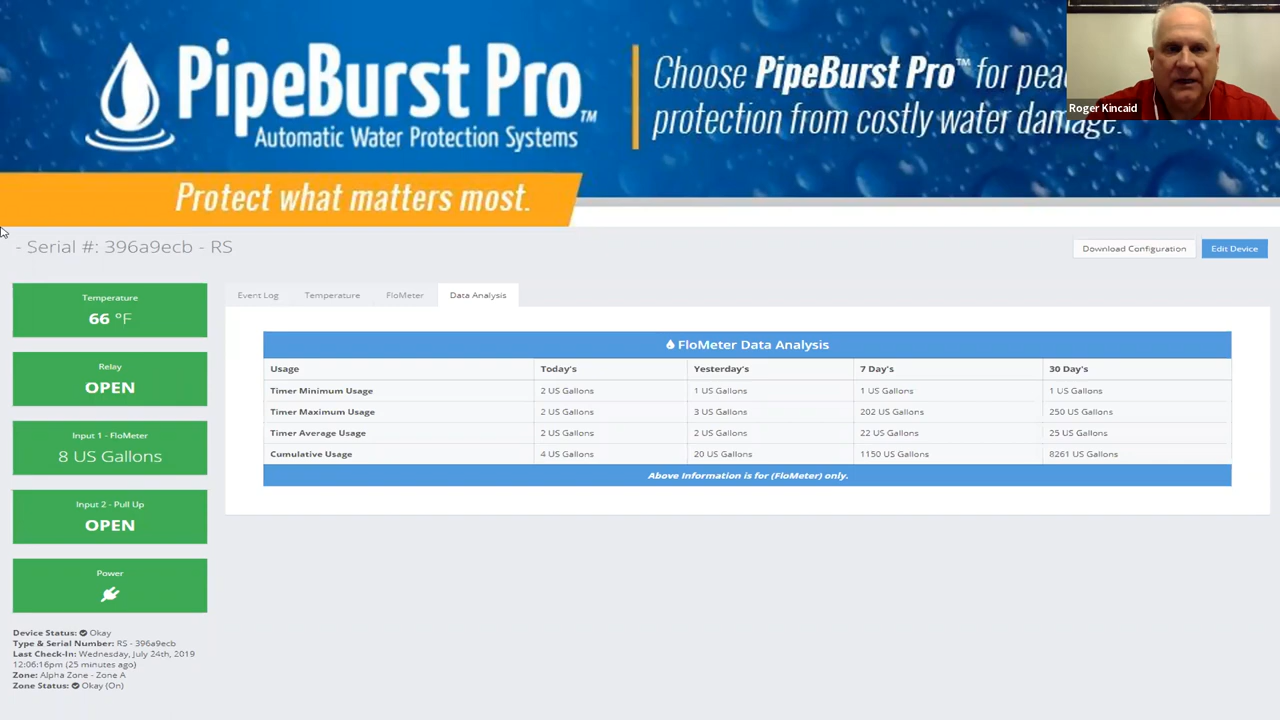 PipeBurst Pro™
Automatic Water Protection Systems
Choose PipeBurst Pro™ for
protection from costly water damage.
Roger Kincaid
Protect what matters most.
- Serial #: 396a9ecb - RS
Download Configuration
Edit Device
Temperature
66 °F
Relay
OPEN
Input 1 - FloMeter
8 US Gallons
Input 2 - Pull Up
OPEN
Power
Device Status: Okay
Type & Serial Number: RS - 396a9ecb
Last Check-In: Wednesday, July 24th, 2019
12:06:16pm (25 minutes ago)
Zone: Alpha Zone - Zone A
Zone Status: Okay (On)
Event Log Temperature FloMeter Data Analysis
FloMeter Data Analysis
Usage Today's Yesterday's 7 Day's 30 Day's
Timer Minimum Usage 2 US Gallons 1 US Gallons 1 US Gallons 1 US Gallons
Timer Maximum Usage 2 US Gallons 3 US Gallons 202 US Gallons 250 US Gallons
Timer Average Usage 2 US Gallons 2 US Gallons 22 US Gallons 25 US Gallons
Cumulative Usage 4 US Gallons 20 US Gallons 1150 US Gallons 8261 US Gallons
Above Information is for (FloMeter) only.